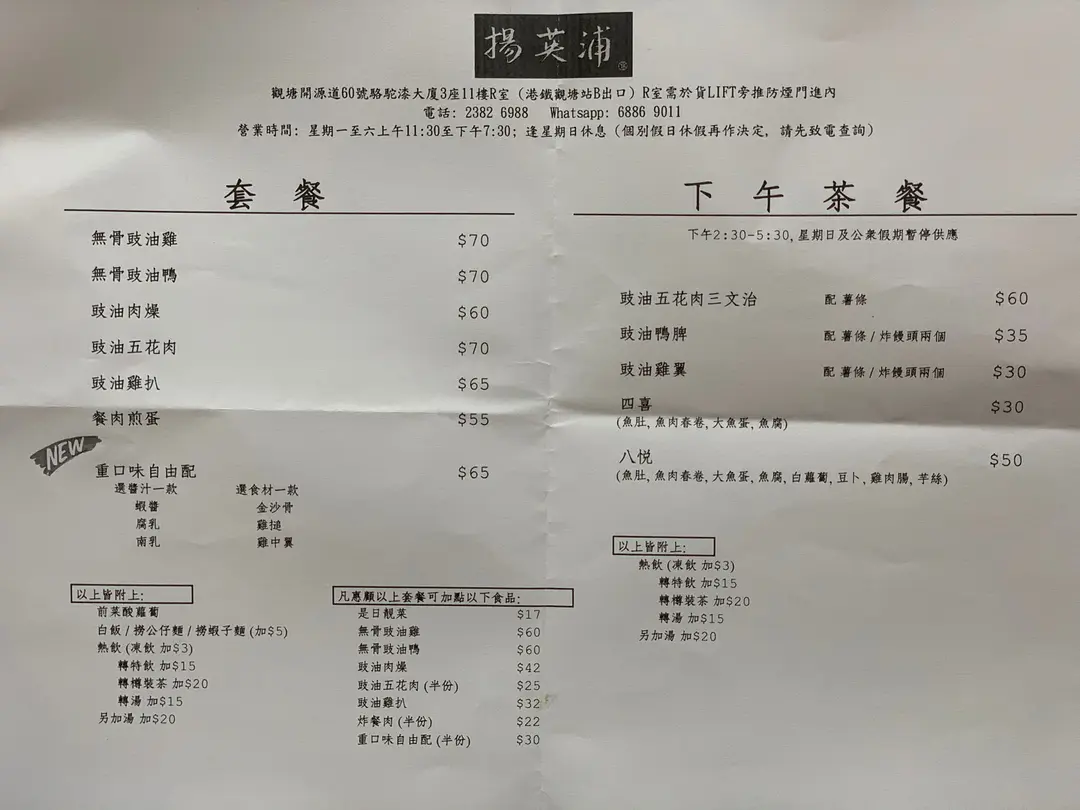 揚英浦
觀塘開源道60號駱駝漆大廈3座11樓R室 (港鐵觀塘站B出口) R室需於貨LIFT旁推防煙門進內
電話: 2382 6988 Whatsapp: 6886 9011
營業時間: 星期一至六上午11:30至下午7:30; 逢星期日休息 (個別假日休假再作決定, 請先致電查詢)
套餐
無骨豉油雞 $70
無骨豉油鴨 $70
豉油肉燥 $60
豉油五花肉 $70
豉油雞扒 $65
餐肉煎蛋 $55
NEW
重口味自由配 $65
選醬汁一款 選食材一款
蝦醬 金沙骨
腐乳 雞搥
南乳 雞中翼
以上皆附上:
前菜酸蘿蔔
白飯 / 撈公仔麵 / 撈蝦子麵 (加$5)
熱飲 (凍飲 加$3)
轉特飲 加$15
轉樽裝茶 加$20
轉湯 加$15
另加湯 加$20
凡惠顧以上套餐可加點以下食品:
是日靚菜 $17
無骨豉油雞 $60
無骨豉油鴨 $60
豉油肉燥 $42
豉油五花肉 (半份) $25
豉油雞扒 $32
炸餐肉 (半份) $22
重口味自由配 (半份) $30
下午茶餐
下午2:30-5:30, 星期日及公衆假期暫停供應
豉油五花肉三文治 配 薯條 $60
豉油鴨脾 配 薯條 / 炸饅頭兩個 $35
豉油雞翼 配 薯條 / 炸饅頭兩個 $30
四喜 $30
(魚肚, 魚肉春卷, 大魚蛋, 魚腐)
八悅 $50
(魚肚, 魚肉春卷, 大魚蛋, 魚腐, 白蘿蔔, 豆卜, 雞肉腸, 芋絲)
以上皆附上:
熱飲 (凍飲 加$3)
轉特飲 加$15
轉樽裝茶 加$20
轉湯 加$15
另加湯 加$20